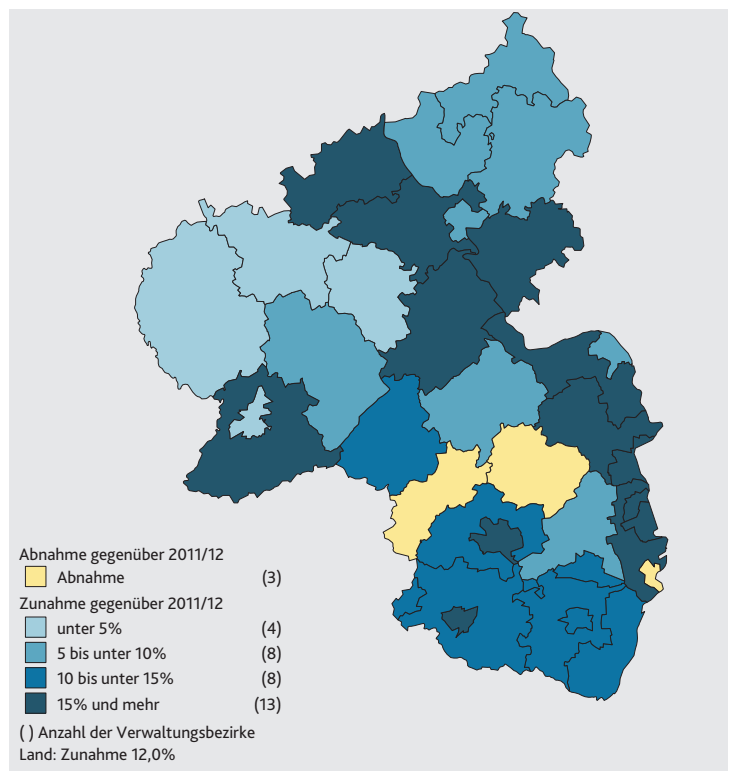 Abnahme gegenüber 2011/12
Abnahme (3)
Zunahme gegenüber 2011/12
unter 5% (4)
5 bis unter 10% (8)
10 bis unter 15% (8)
15% und mehr (13)
( ) Anzahl der Verwaltungsbezirke
Land: Zunahme 12,0%